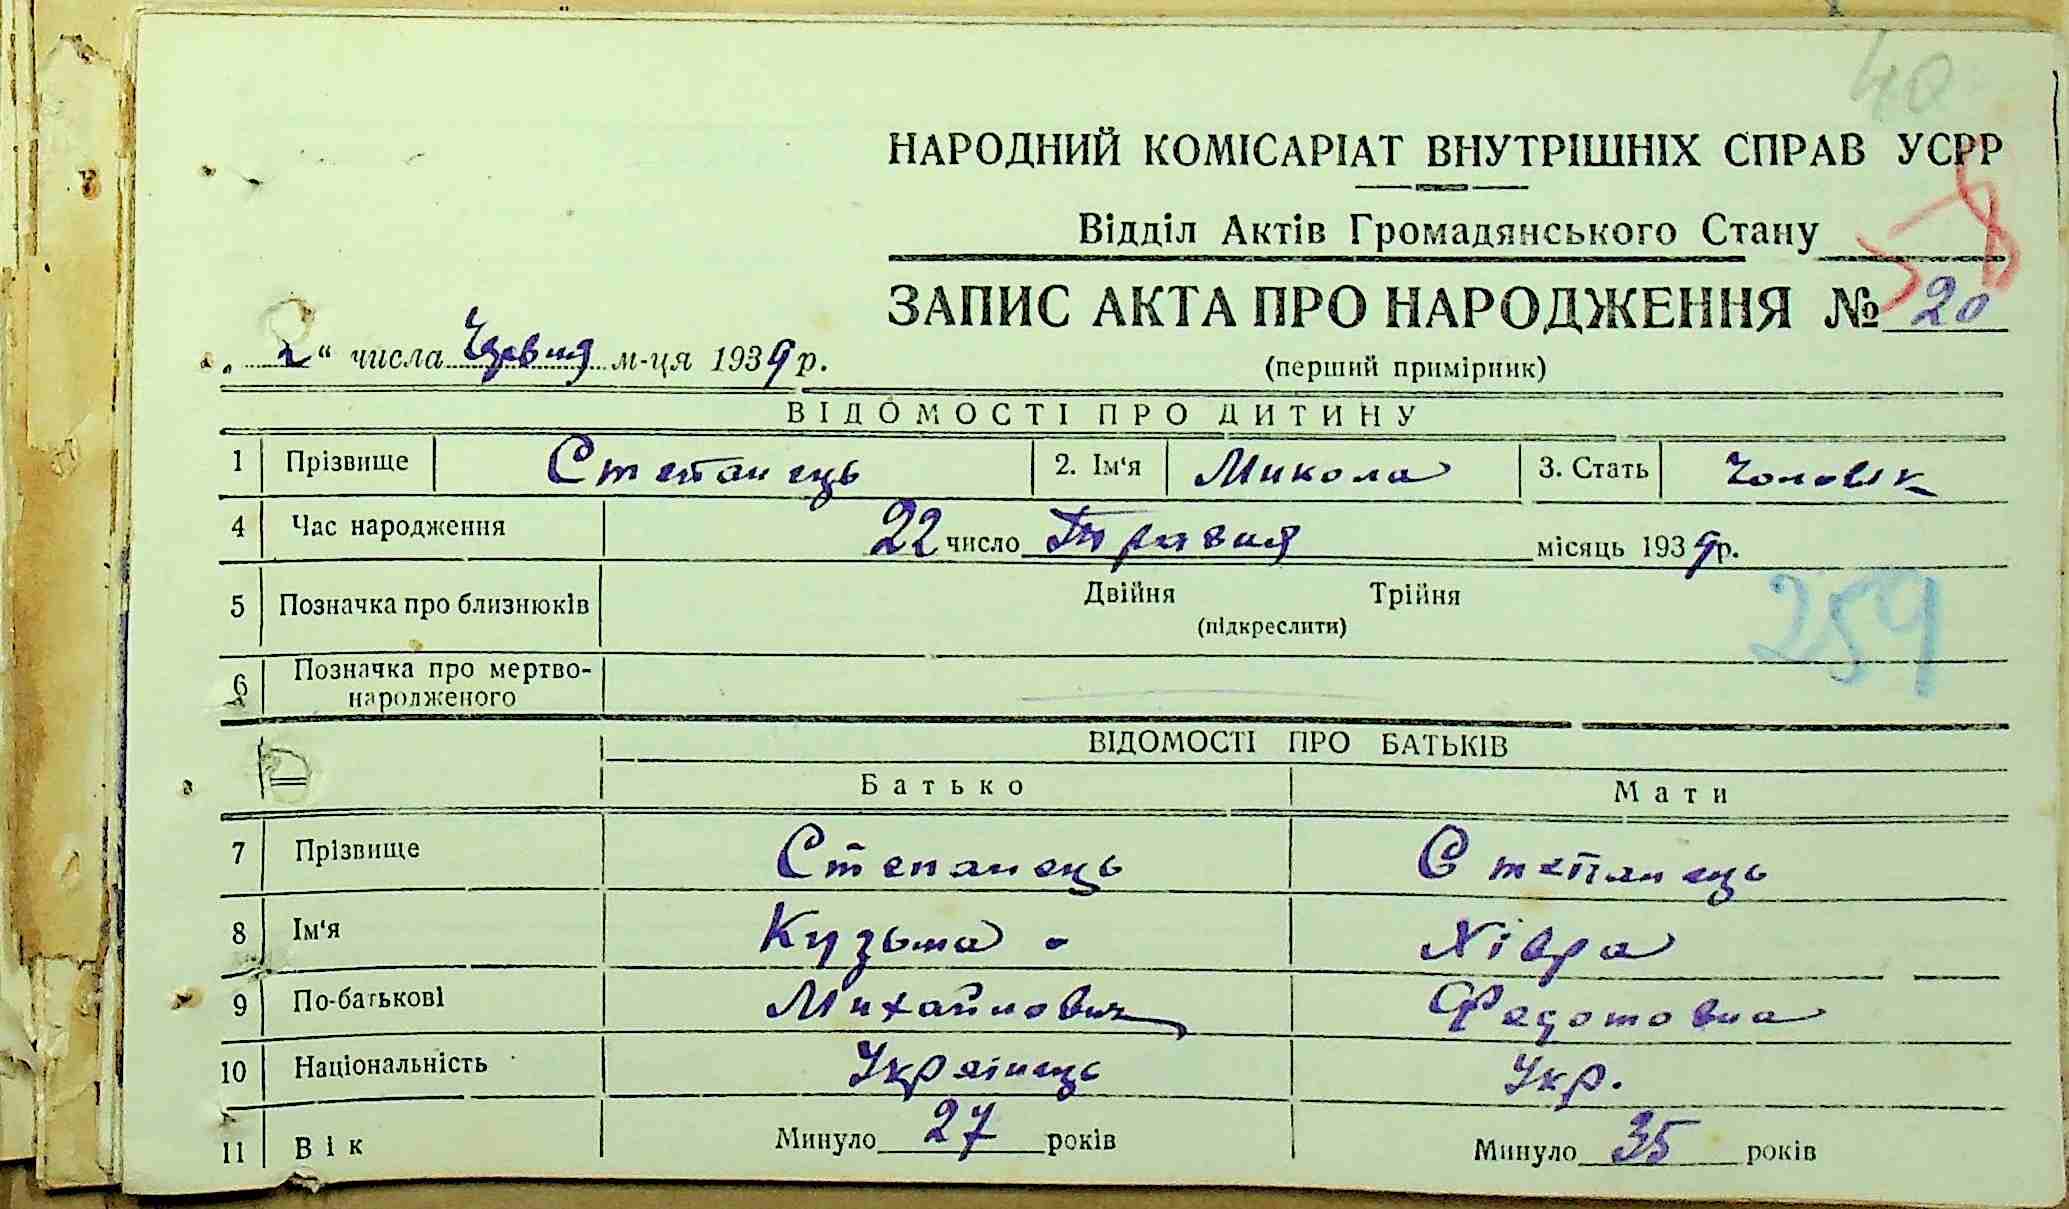 40
НАРОДНИЙ КОМІСАРІАТ ВНУТРІШНІХ СПРАВ УСРР
Відділ Актів Громадянського Стану
ЗАПИС АКТА ПРО НАРОДЖЕННЯ № 20
(перший примірник)
„ 2 “ числа Червня м-ця 1939 р.
ВІДОМОСТІ ПРО ДИТИНУ
1 Прізвище Степанець 2. Ім'я Микола 3. Стать Чоловік
4 Час народження 22 число Травня місяць 1939 р.
5 Позначка про близнюків Двійня Трійня
(підкреслити)
259
6 Позначка про мертво-
народженого
ВІДОМОСТІ ПРО БАТЬКІВ
Батько Мати
7 Прізвище Степанець Степанець
8 Ім'я Кузьма Хівра
9 По-батькові Михайлович Федотовна
10 Національність Українець Укр.
11 Вік Минуло 27 років Минуло 35 років